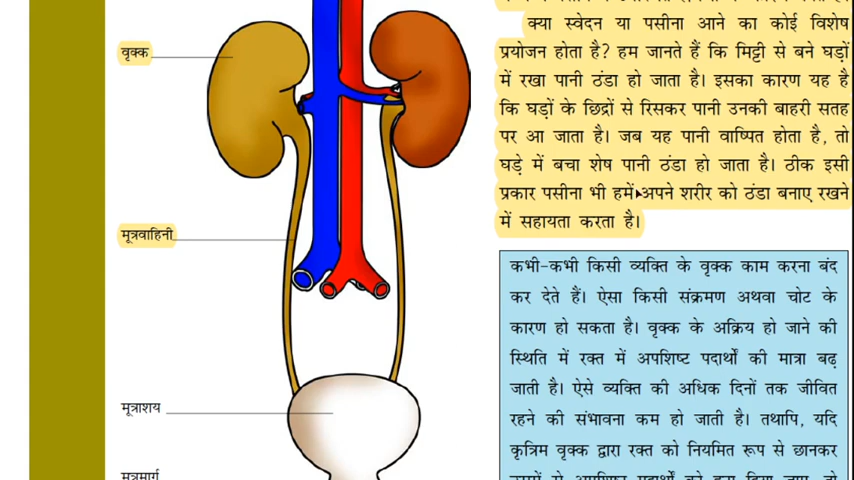 वृक्क
मूत्रवाहिनी
मूत्राशय
मूत्रमार्ग
क्या स्वेदन या पसीना आने का कोई विशेष
प्रयोजन होता है? हम जानते हैं कि मिट्टी से बने घड़ों
में रखा पानी ठंडा हो जाता है। इसका कारण यह है
कि घड़ों के छिद्रों से रिसकर पानी उनकी बाहरी सतह
पर आ जाता है। जब यह पानी वाष्पित होता है, तो
घड़े में बचा शेष पानी ठंडा हो जाता है। ठीक इसी
प्रकार पसीना भी हमें अपने शरीर को ठंडा बनाए रखने
में सहायता करता है।
कभी-कभी किसी व्यक्ति के वृक्क काम करना बंद
कर देते हैं। ऐसा किसी संक्रमण अथवा चोट के
कारण हो सकता है। वृक्क के अक्रिय हो जाने की
स्थिति में रक्त में अपशिष्ट पदार्थों की मात्रा बढ़
जाती है। ऐसे व्यक्ति की अधिक दिनों तक जीवित
रहने की संभावना कम हो जाती है। तथापि, यदि
कृत्रिम वृक्क द्वारा रक्त को नियमित रूप से छानकर